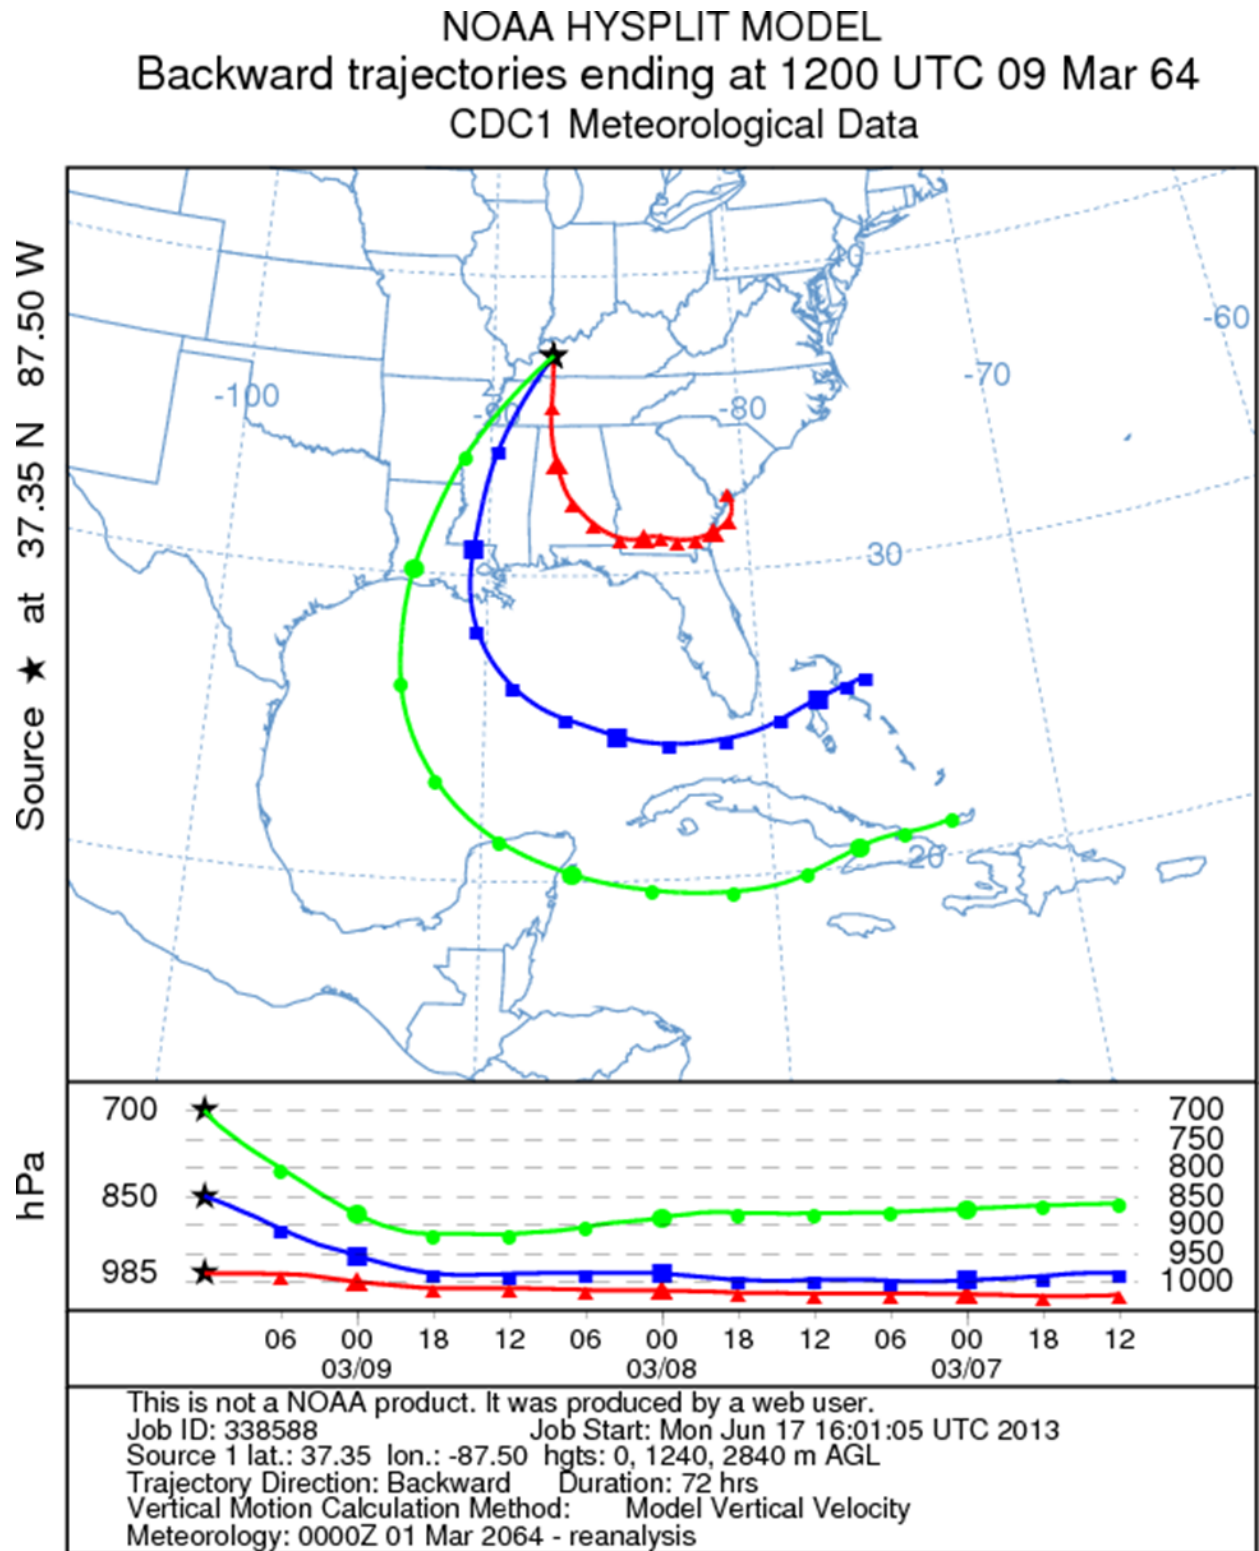 NOAA HYSPLIT MODEL
Backward trajectories ending at 1200 UTC 09 Mar 64
CDC1 Meteorological Data
Source ★ at 37.35 N 87.50 W
40
-60
-70
-100
-90
-80
30
20
hPa
700
850
985
700
750
800
850
900
950
1000
06 00 18 12 06 00 18 12 06 00 18 12
03/09 03/08 03/07
This is not a NOAA product. It was produced by a web user.
Job ID: 338588 Job Start: Mon Jun 17 16:01:05 UTC 2013
Source 1 lat.: 37.35 lon.: -87.50 hgts: 0, 1240, 2840 m AGL
Trajectory Direction: Backward Duration: 72 hrs
Vertical Motion Calculation Method: Model Vertical Velocity
Meteorology: 0000Z 01 Mar 2064 - reanalysis